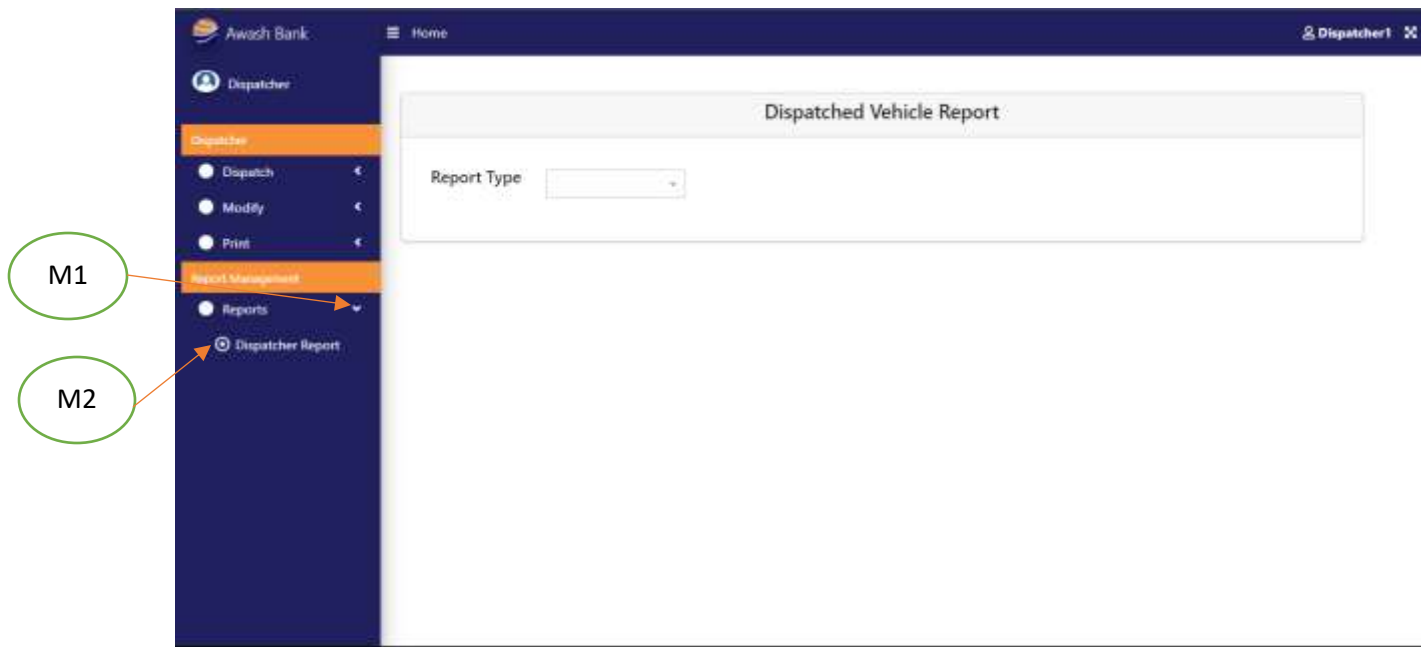 Awash Bank
Home
Dispatcher1
Dispatcher
Dispatched Vehicle Report
Dispatcher
Dispatch
Report Type
Modify
Print
M1
Report Management
Reports
Dispatcher Report
M2